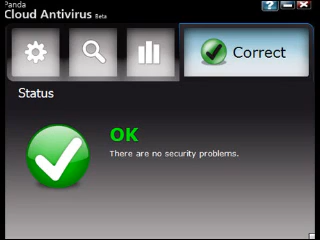 Panda
Cloud Antivirus Beta
Correct
Status
OK
There are no security problems.